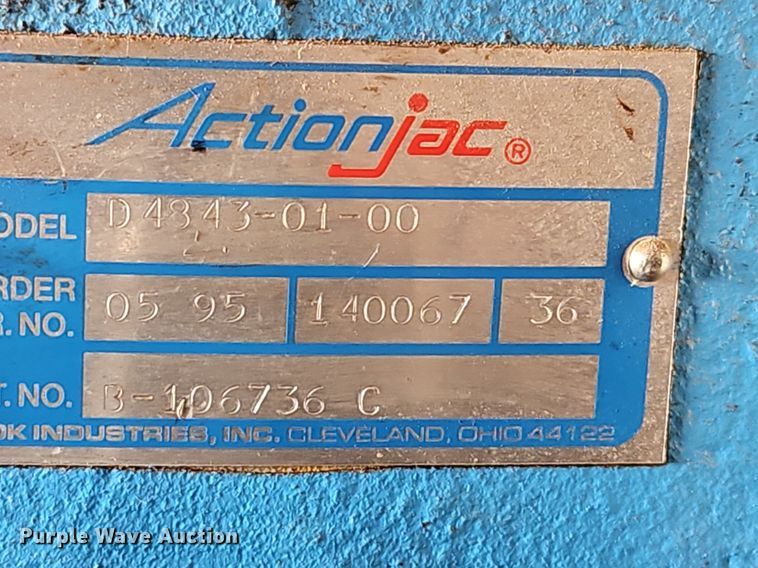 Actionjac®
ODEL D4843-01-00
RDER 05 95 140067 36
R. NO.
T. NO. B-106736 C
OK INDUSTRIES, INC. CLEVELAND, OHIO 44122
Purple Wave Auction